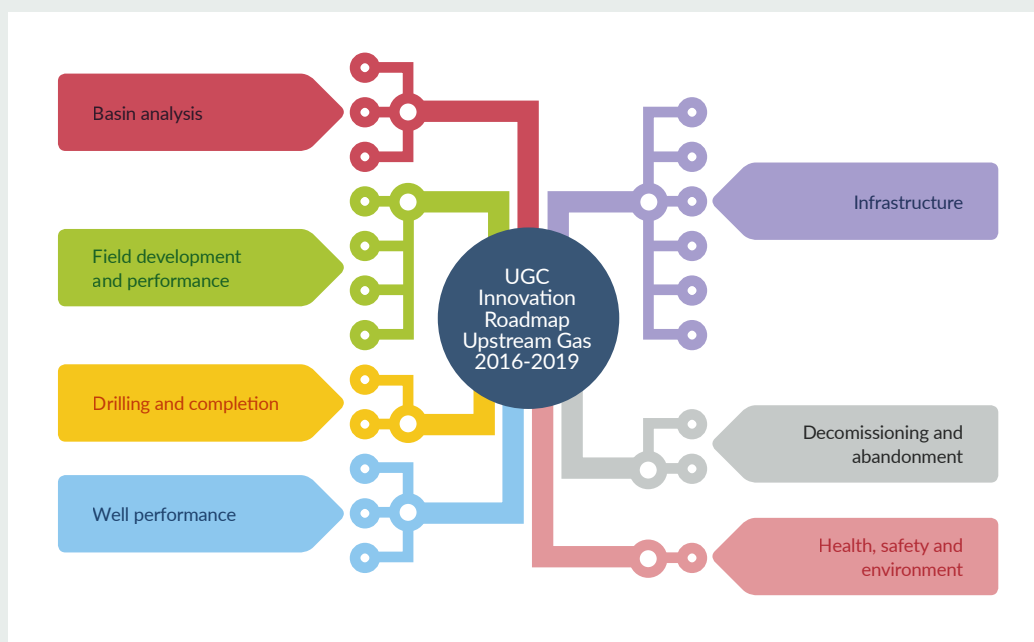 Basin analysis
Field development
and performance
Drilling and completion
Well performance
UGC
Innovation
Roadmap
Upstream Gas
2016-2019
Infrastructure
Decomissioning and
abandonment
Health, safety and
environment